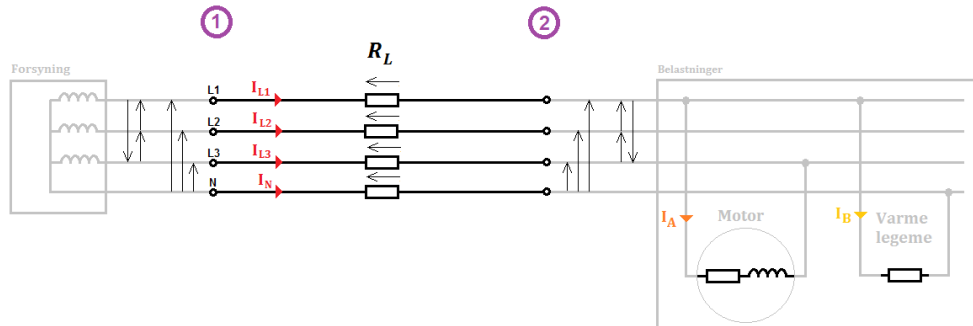 1
2
R_L
Forsyning
Belastninger
L1
I_L1
L2
I_L2
L3
I_L3
N
I_N
I_A
Motor
I_B
Varme
legeme